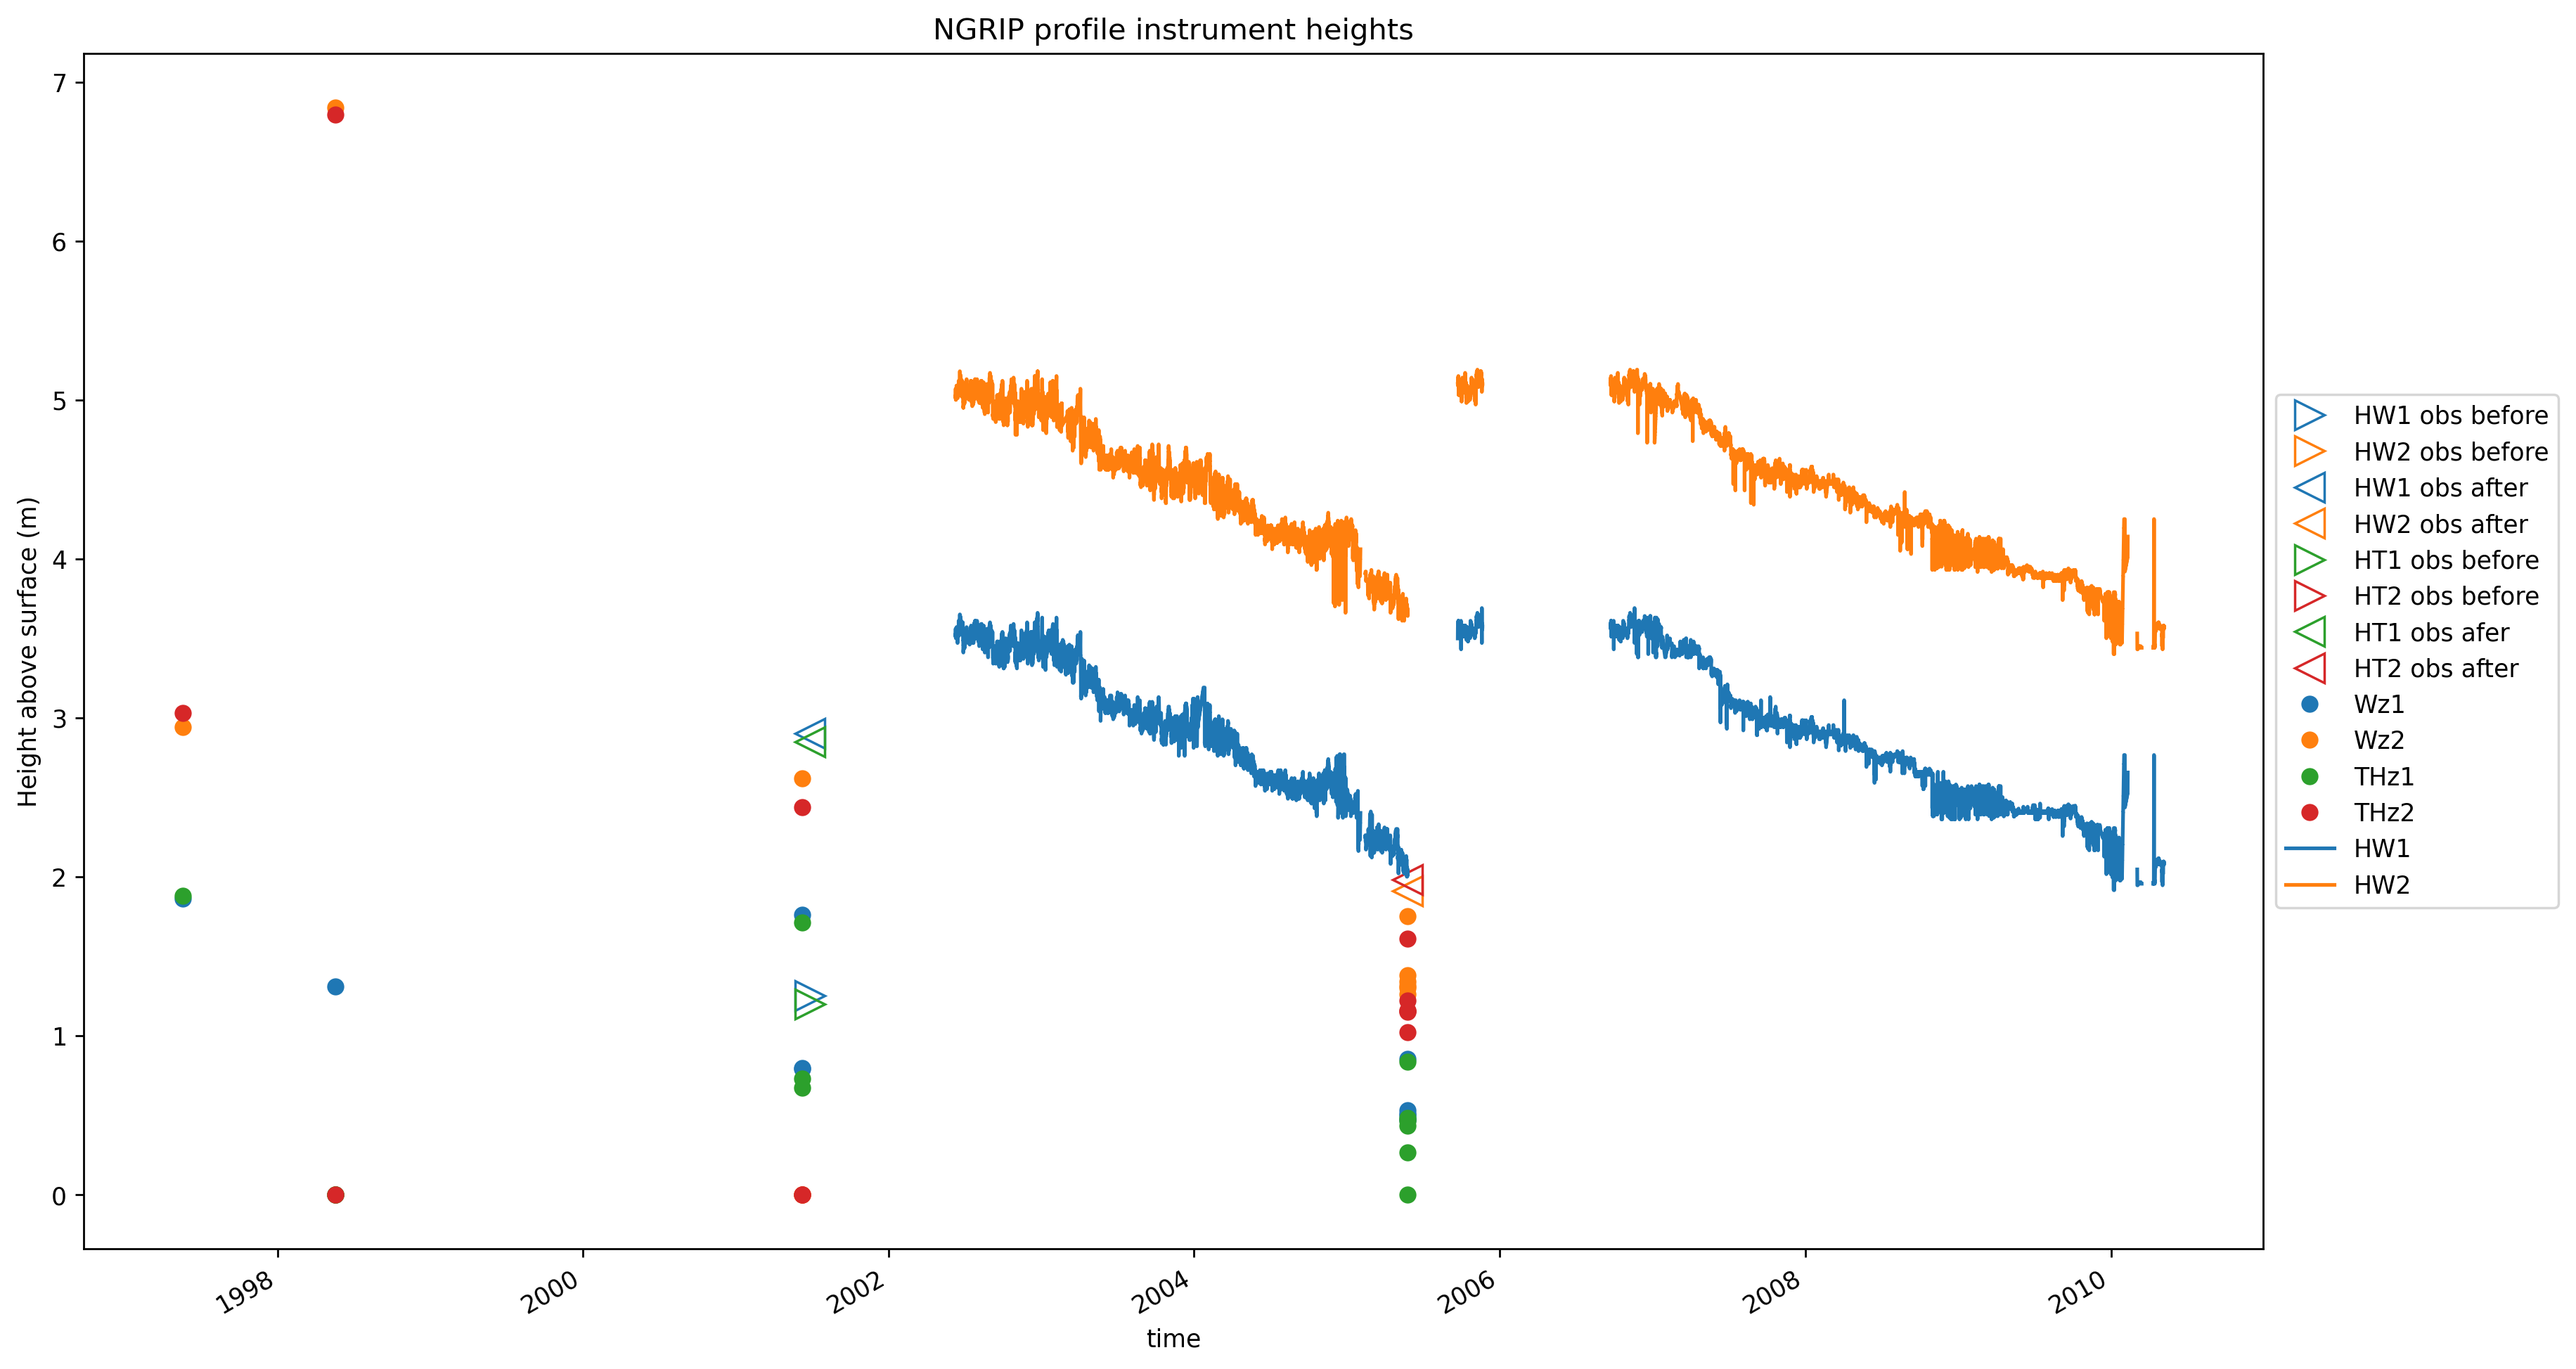 NGRIP profile instrument heights
Height above surface (m)
7
6
5
4
3
2
1
0
1998
2000
2002
2004
2006
2008
2010
time
HW1 obs before
HW2 obs before
HW1 obs after
HW2 obs after
HT1 obs before
HT2 obs before
HT1 obs afer
HT2 obs after
Wz1
Wz2
THz1
THz2
HW1
HW2